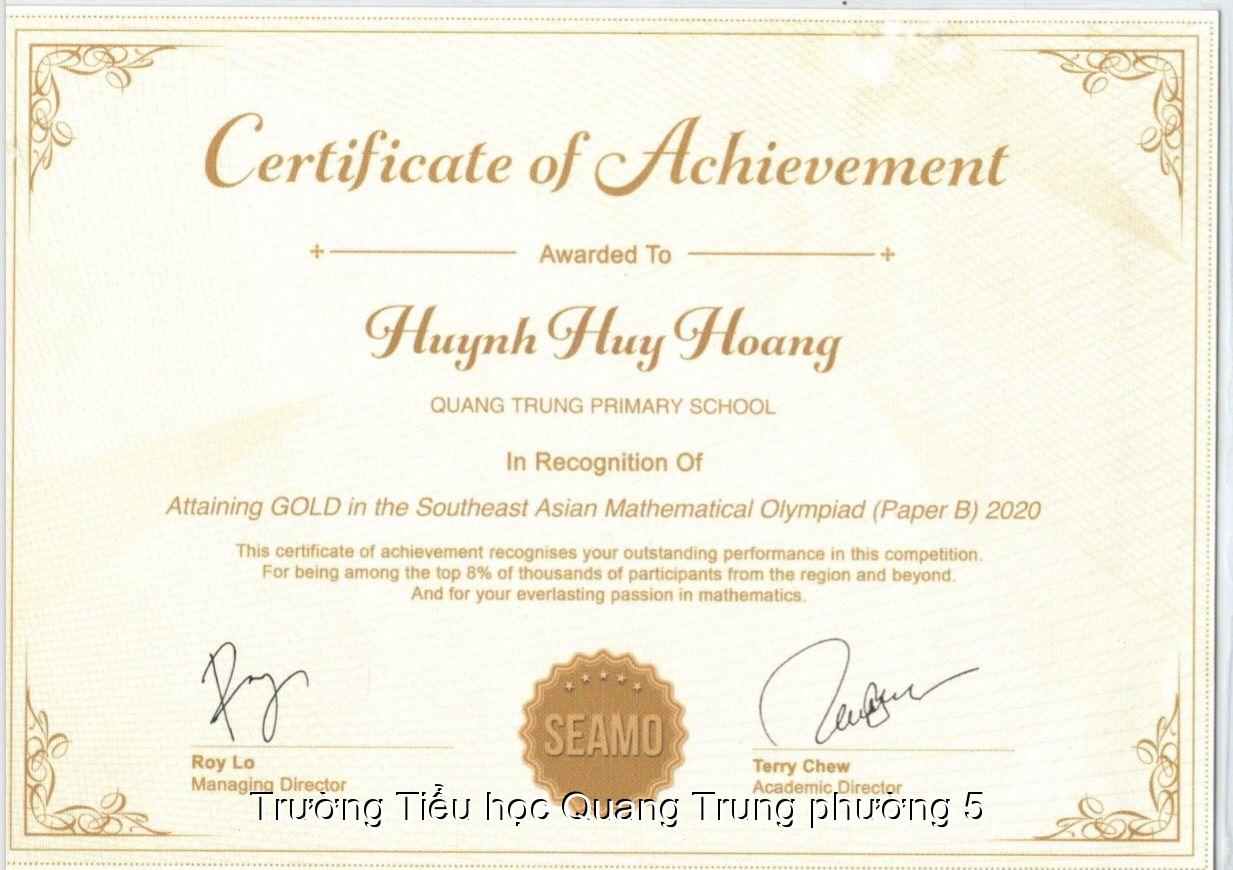 Certificate of Achievement
Awarded To
Huynh Huy Hoang
QUANG TRUNG PRIMARY SCHOOL
In Recognition Of
Attaining GOLD in the Southeast Asian Mathematical Olympiad (Paper B) 2020
This certificate of achievement recognises your outstanding performance in this competition.
For being among the top 8% of thousands of participants from the region and beyond.
And for your everlasting passion in mathematics.
SEAMO
Roy Lo
Managing Director
Terry Chew
Academic Director
Trường Tiểu học Quang Trung phường 5